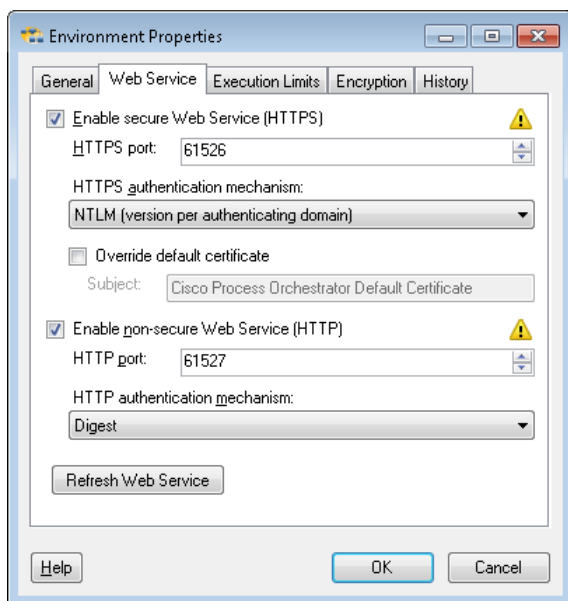 Environment Properties
General Web Service Execution Limits Encryption History
Enable secure Web Service (HTTPS)
HTTPS port: 61526
HTTPS authentication mechanism:
NTLM (version per authenticating domain)
Override default certificate
Subject: Cisco Process Orchestrator Default Certificate
Enable non-secure Web Service (HTTP)
HTTP port: 61527
HTTP authentication mechanism:
Digest
Refresh Web Service
Help OK Cancel